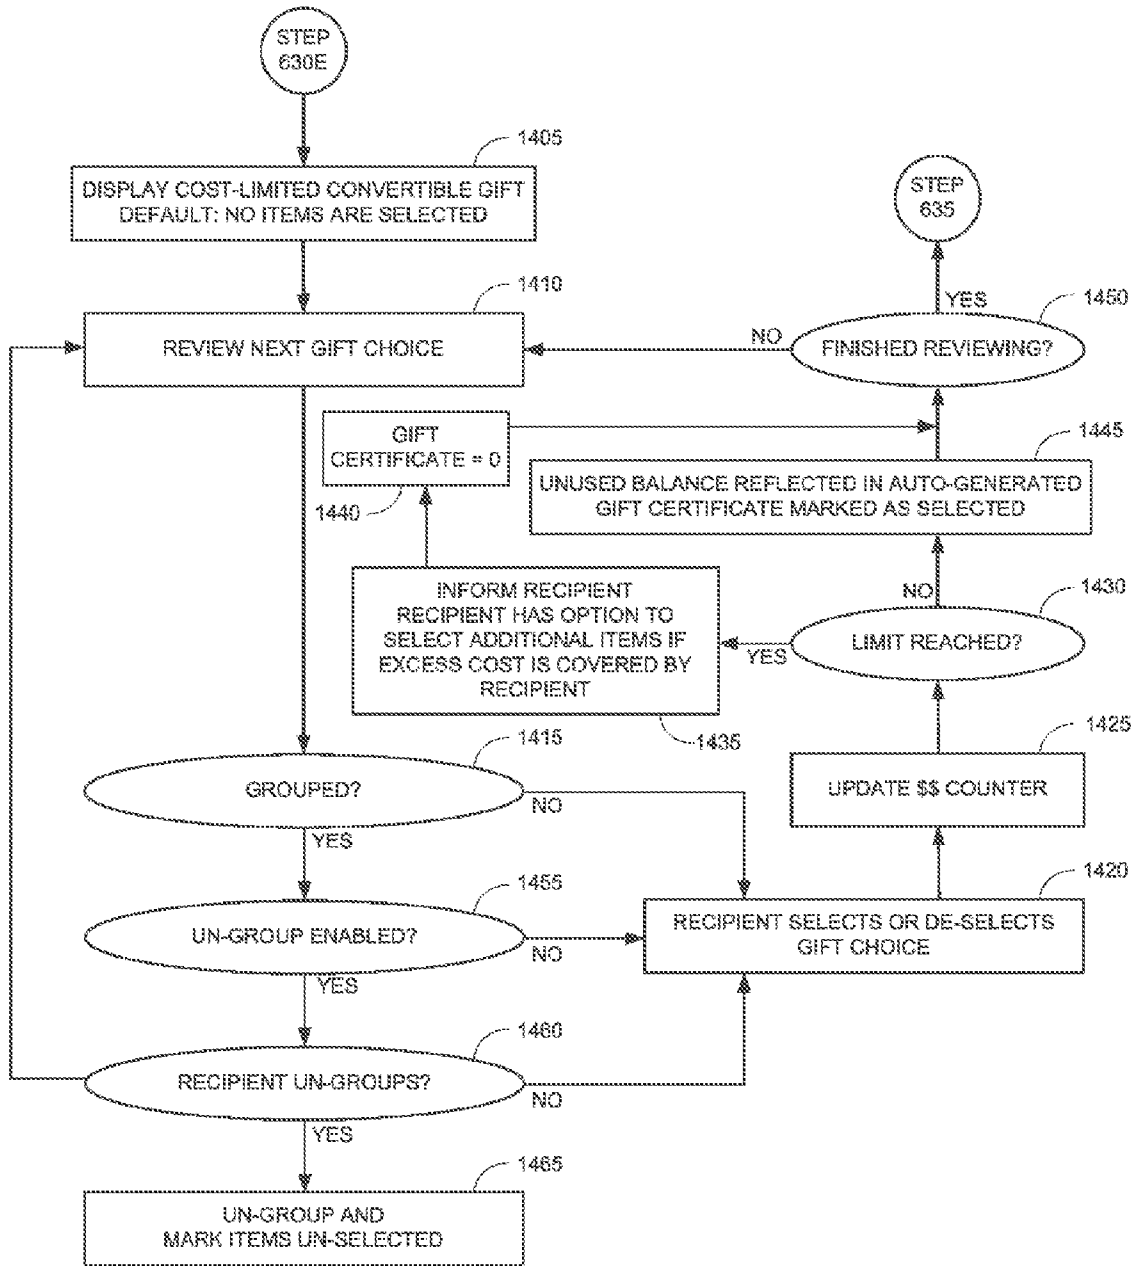 STEP
630E
1405
DISPLAY COST-LIMITED CONVERTIBLE GIFT
DEFAULT: NO ITEMS ARE SELECTED
STEP
635
1410
REVIEW NEXT GIFT CHOICE
YES
1450
NO
FINISHED REVIEWING?
GIFT
CERTIFICATE = 0
1440
1445
UNUSED BALANCE REFLECTED IN AUTO-GENERATED
GIFT CERTIFICATE MARKED AS SELECTED
INFORM RECIPIENT
RECIPIENT HAS OPTION TO
SELECT ADDITIONAL ITEMS IF
EXCESS COST IS COVERED BY
RECIPIENT
1435
NO
1430
YES
LIMIT REACHED?
1415
GROUPED?
NO
YES
1425
UPDATE $$ COUNTER
1455
UN-GROUP ENABLED?
NO
YES
1420
RECIPIENT SELECTS OR DE-SELECTS
GIFT CHOICE
1460
RECIPIENT UN-GROUPS?
NO
YES
1465
UN-GROUP AND
MARK ITEMS UN-SELECTED